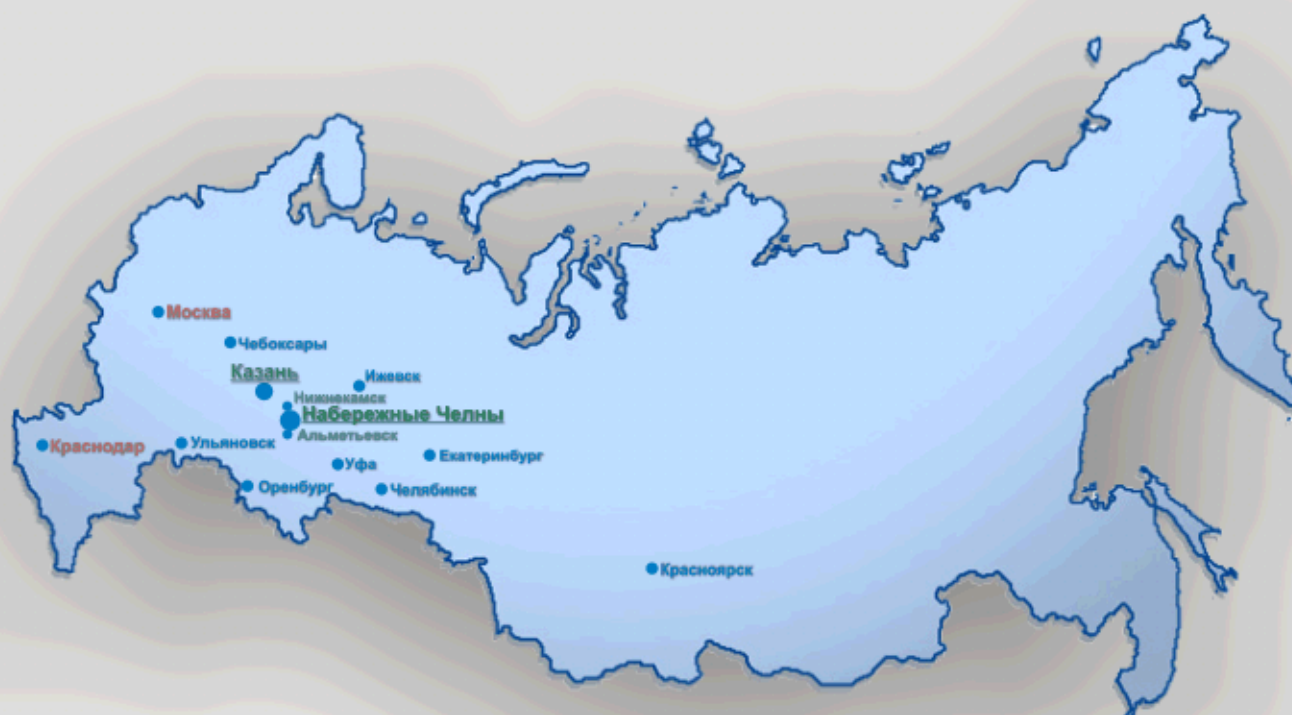 Москва
Чебоксары
Казань
Ижевск
Нижнекамск
Набережные Челны
Альметьевск
Краснодар
Ульяновск
Екатеринбург
Уфа
Оренбург
Челябинск
Красноярск